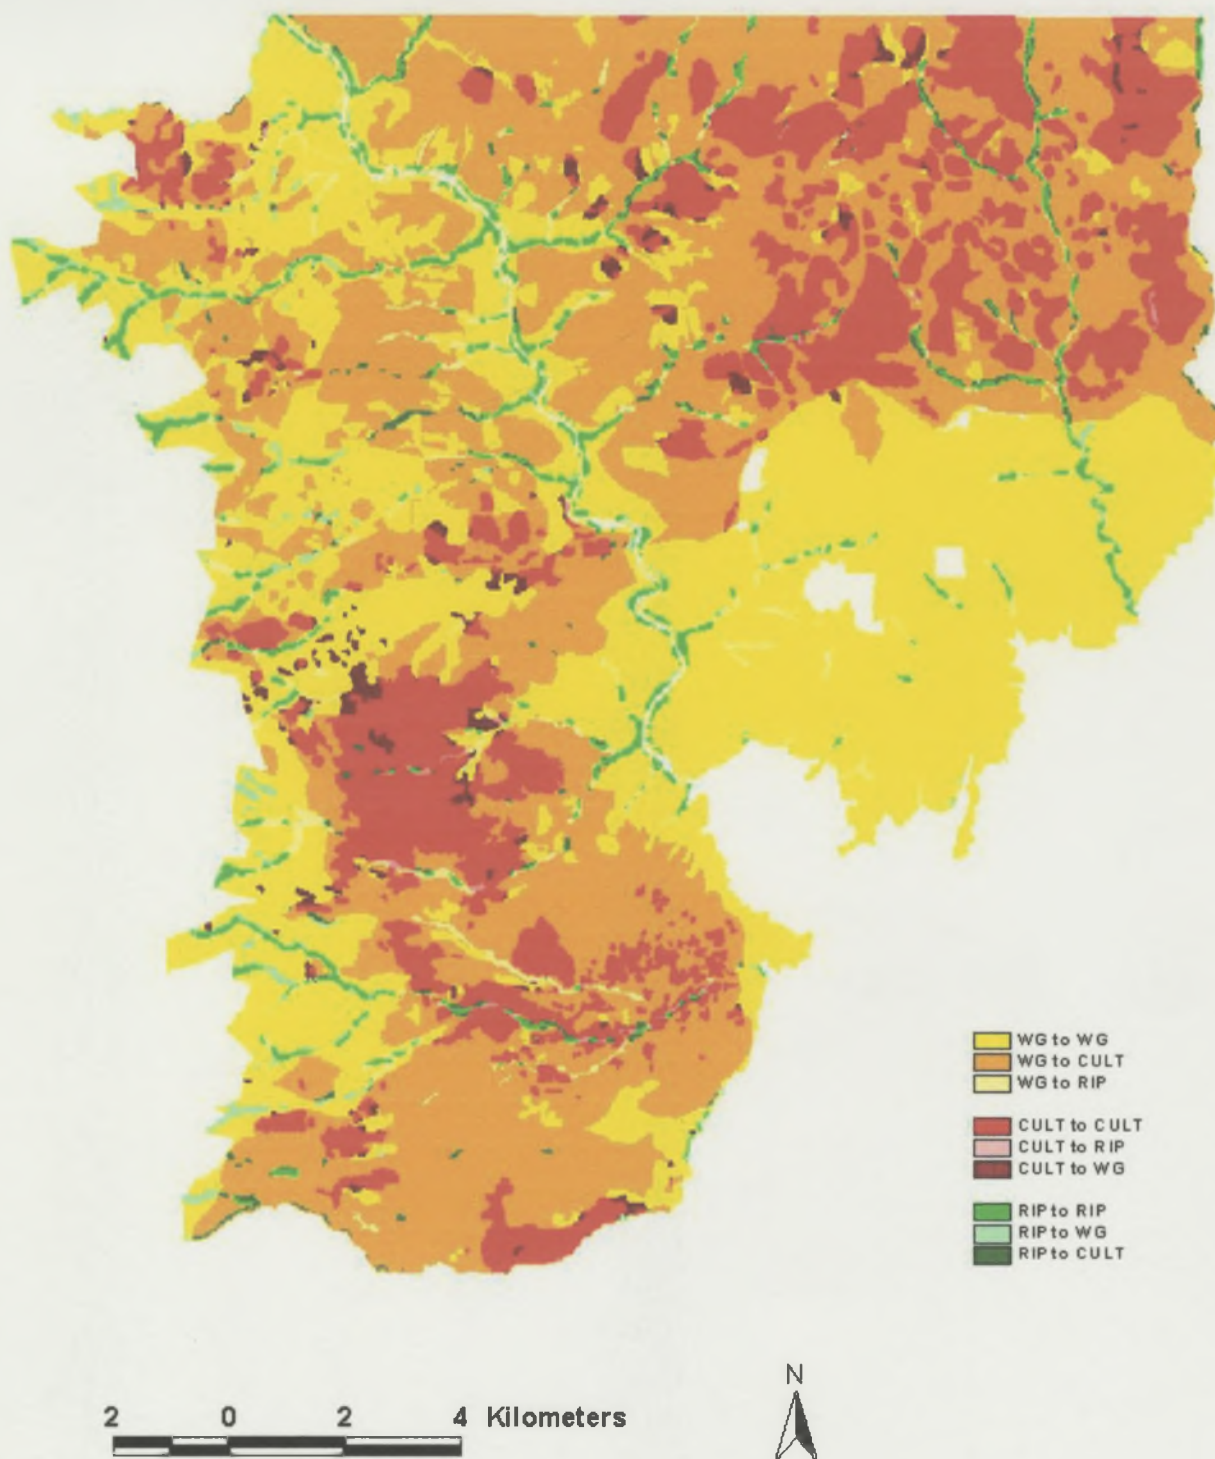 WG to WG
WG to CULT
WG to RIP
CULT to CULT
CULT to RIP
CULT to WG
RIP to RIP
RIP to WG
RIP to CULT
N
2 0 2 4 Kilometers